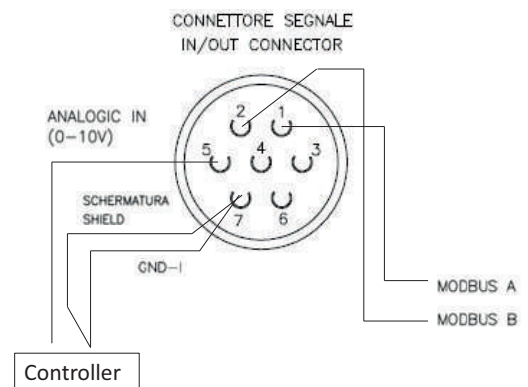 CONNETTORE SEGNALE
IN/OUT CONNECTOR
ANALOGIC IN
(0-10V)
2
1
5
4
3
SCHERMATURA
SHIELD
7
6
GND-I
MODBUS A
MODBUS B
Controller